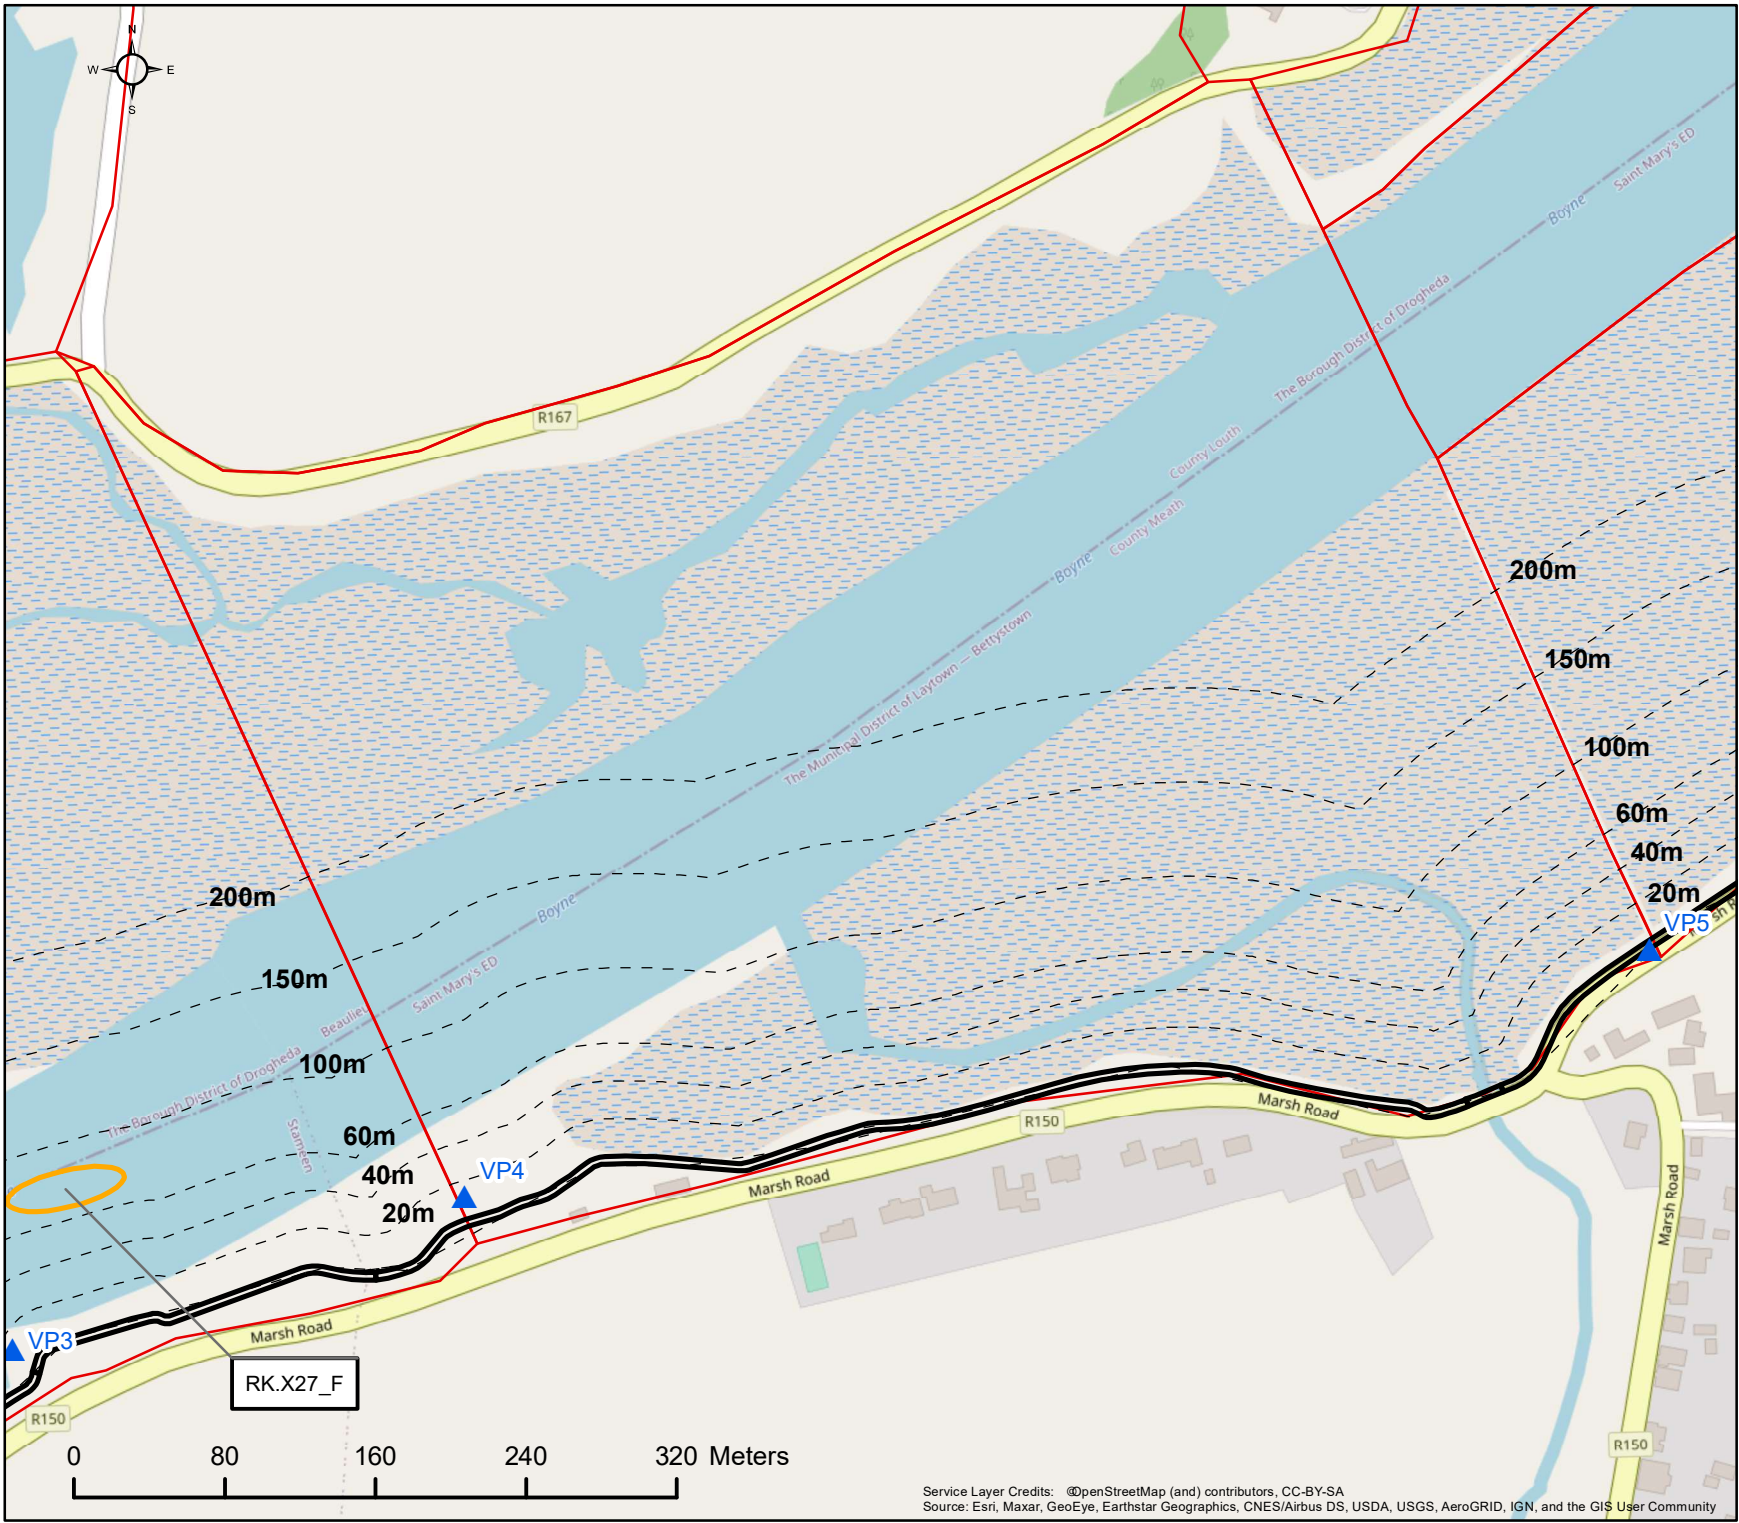 N
W E
S
Saint Mary's ED
Boyne
The Borough District of Drogheda
R167
County Louth
County Meath
Boyne
200m
The Municipal District of Laytown — Bettystown
150m
100m
60m
40m
20m
VP5
200m
Boyne
150m
Saint Mary's ED
Beaulieu
100m
The Borough District of Drogheda
Stameen
60m
40m
20m
VP4
R150
Marsh Road
Marsh Road
Marsh Road
VP3
Marsh Road
RK.X27_F
R150
R150
0 80 160 240 320 Meters
Service Layer Credits: ©OpenStreetMap (and) contributors, CC-BY-SA
Source: Esri, Maxar, GeoEye, Earthstar Geographics, CNES/Airbus DS, USDA, USGS, AeroGRID, IGN, and the GIS User Community